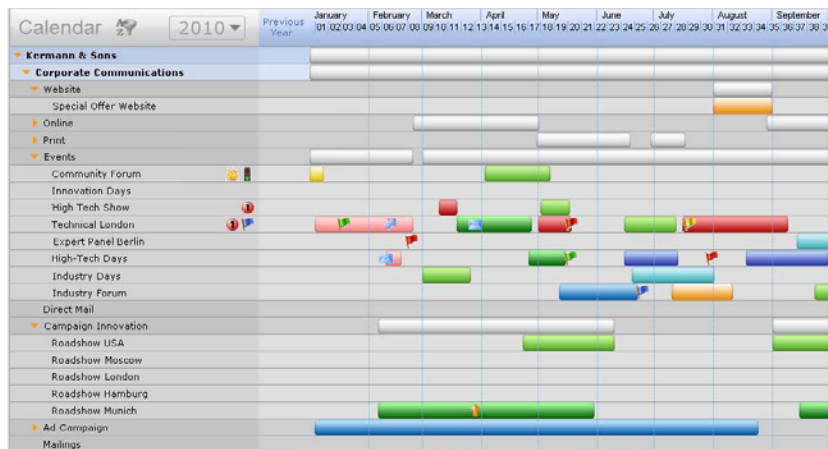 Calendar 2010
Previous Year
January February March April May June July August September
01 02 03 04 05 06 07 08 09 10 11 12 13 14 15 16 17 18 19 20 21 22 23 24 25 26 27 28 29 30 31 32 33 34 35 36 37 38
Kermann & Sons
Corporate Communications
Website
Special Offer Website
Online
Print
Events
Community Forum
Innovation Days
High Tech Show
Technical London
Expert Panel Berlin
High-Tech Days
Industry Days
Industry Forum
Direct Mail
Campaign Innovation
Roadshow USA
Roadshow Moscow
Roadshow London
Roadshow Hamburg
Roadshow Munich
Ad Campaign
Mailings